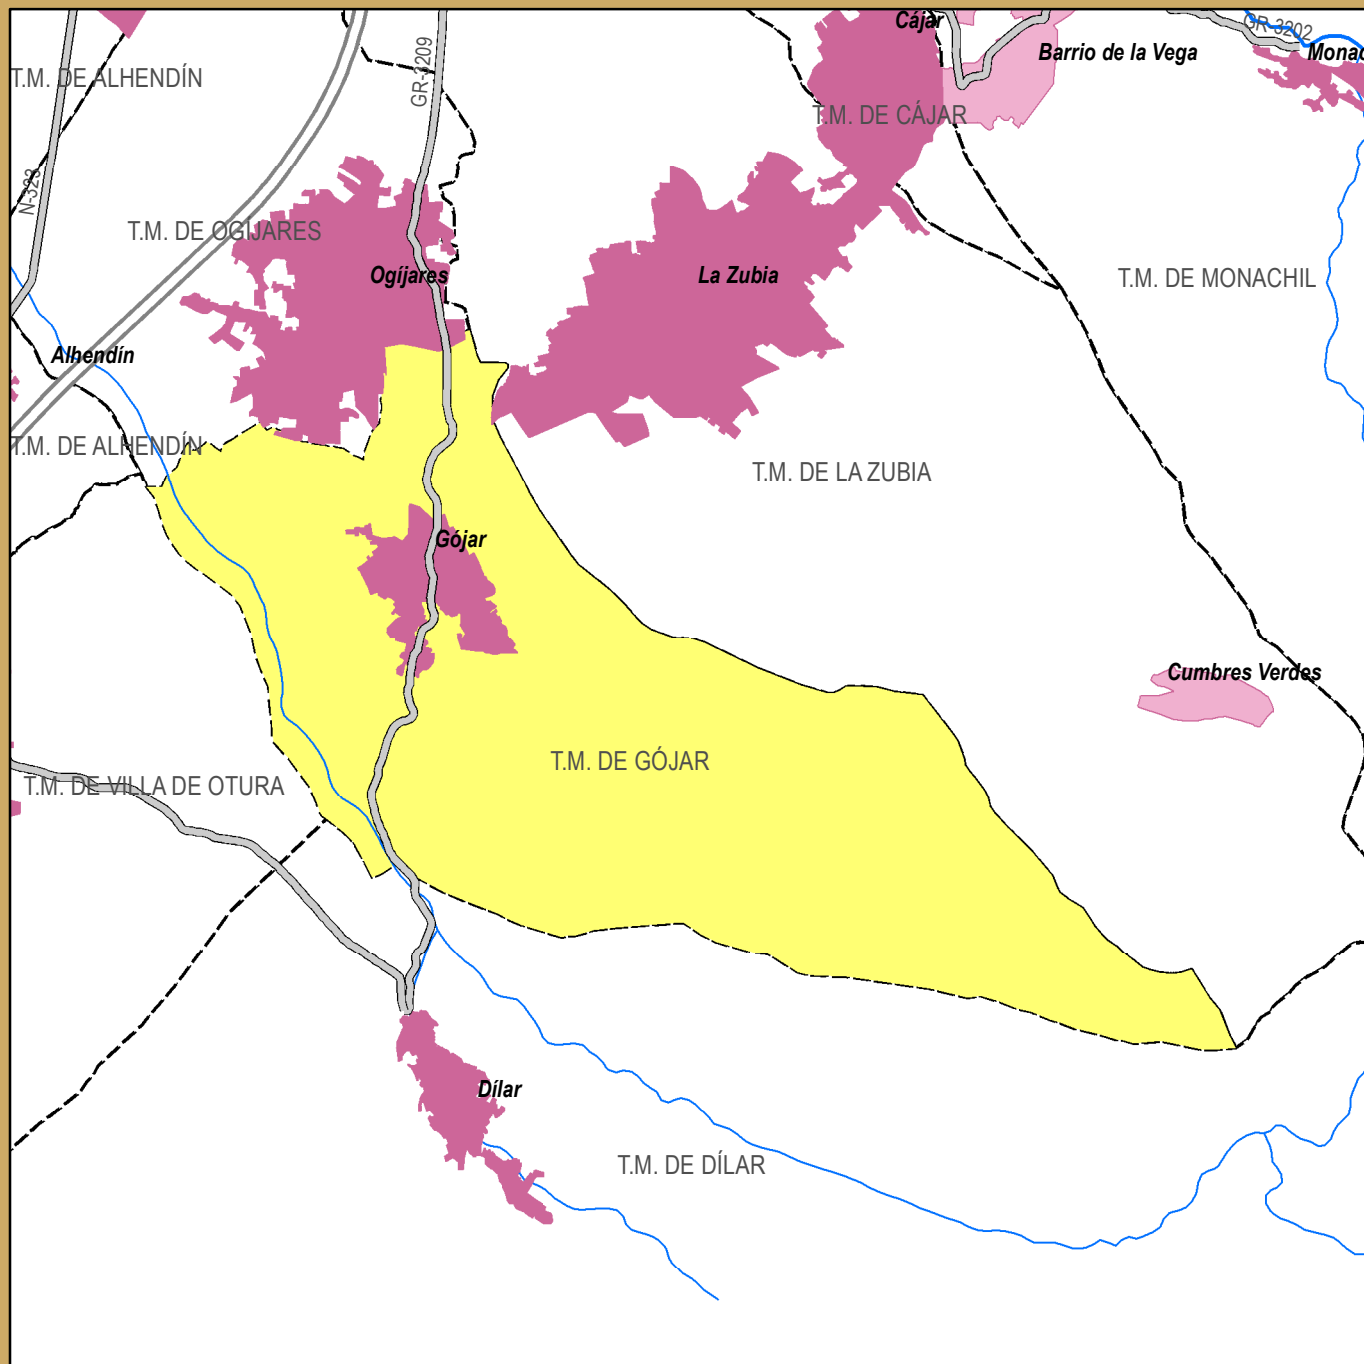 Cájar
GR-3202
Barrio de la Vega
Monac
T.M. DE ALHENDÍN
GR-3209
T.M. DE CÁJAR
N-323
T.M. DE OGÍJARES
Ogíjares
La Zubia
T.M. DE MONACHIL
Alhendín
T.M. DE ALHENDÍN
T.M. DE LA ZUBIA
Gójar
Cumbres Verdes
T.M. DE GÓJAR
T.M. DE VILLA DE OTURA
Dílar
T.M. DE DÍLAR